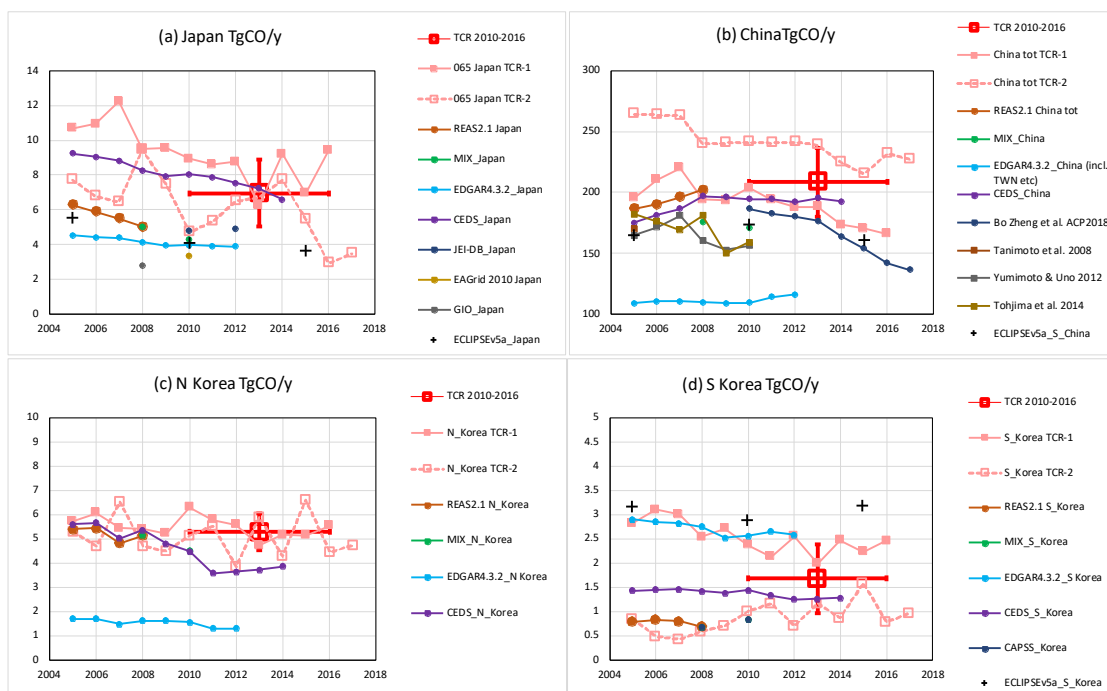 (a) Japan TgCO/y
14
12
10
8
6
4
2
0
2004 2006 2008 2010 2012 2014 2016 2018
TCR 2010-2016
065 Japan TCR-1
065 Japan TCR-2
REAS2.1 Japan
MIX_Japan
EDGAR4.3.2_Japan
CEDS_Japan
JEI-DB_Japan
EAGrid 2010 Japan
GIO_Japan
ECLIPSEv5a_Japan
(b) ChinaTgCO/y
300
250
200
150
100
2004 2006 2008 2010 2012 2014 2016 2018
TCR 2010-2016
China tot TCR-1
China tot TCR-2
REAS2.1 China tot
MIX_China
EDGAR4.3.2_China (incl.
TWN etc)
CEDS_China
Bo Zheng et al. ACP2018
Tanimoto et al. 2008
Yumimoto & Uno 2012
Tohjima et al. 2014
ECLIPSEv5a_S_China
(c) N Korea TgCO/y
10
9
8
7
6
5
4
3
2
1
0
2004 2006 2008 2010 2012 2014 2016 2018
TCR 2010-2016
N_Korea TCR-1
N_Korea TCR-2
REAS2.1 N_Korea
MIX_N_Korea
EDGAR4.3.2_N Korea
CEDS_N_Korea
(d) S Korea TgCO/y
5
4.5
4
3.5
3
2.5
2
1.5
1
0.5
0
2004 2006 2008 2010 2012 2014 2016 2018
TCR 2010-2016
S_Korea TCR-1
S_Korea TCR-2
REAS2.1 S_Korea
MIX_S_Korea
EDGAR4.3.2_S Korea
CEDS_S_Korea
CAPSS_Korea
ECLIPSEv5a_S_Korea